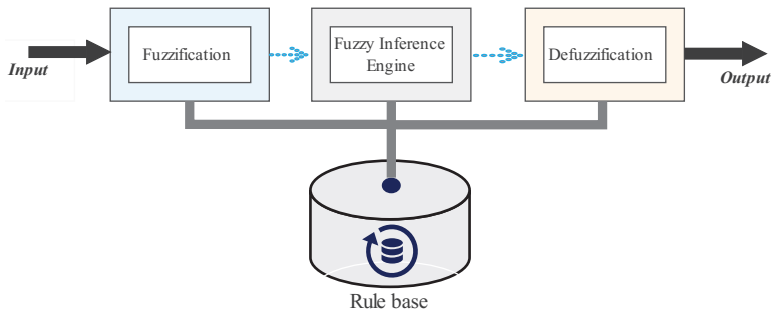 Input
Fuzzification
Fuzzy Inference
Engine
Defuzzification
Output
Rule base